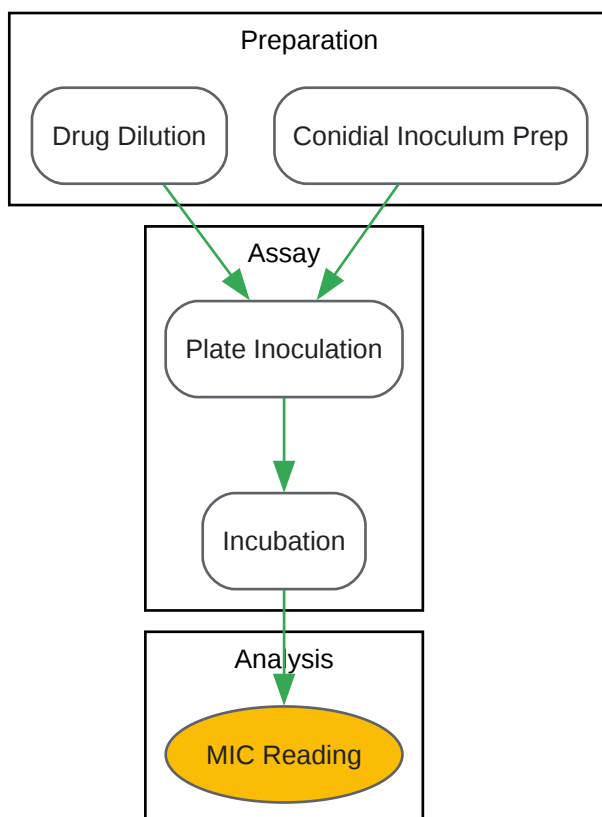 Preparation
Drug Dilution
Conidial Inoculum Prep
Assay
Plate Inoculation
Incubation
Analysis
MIC Reading